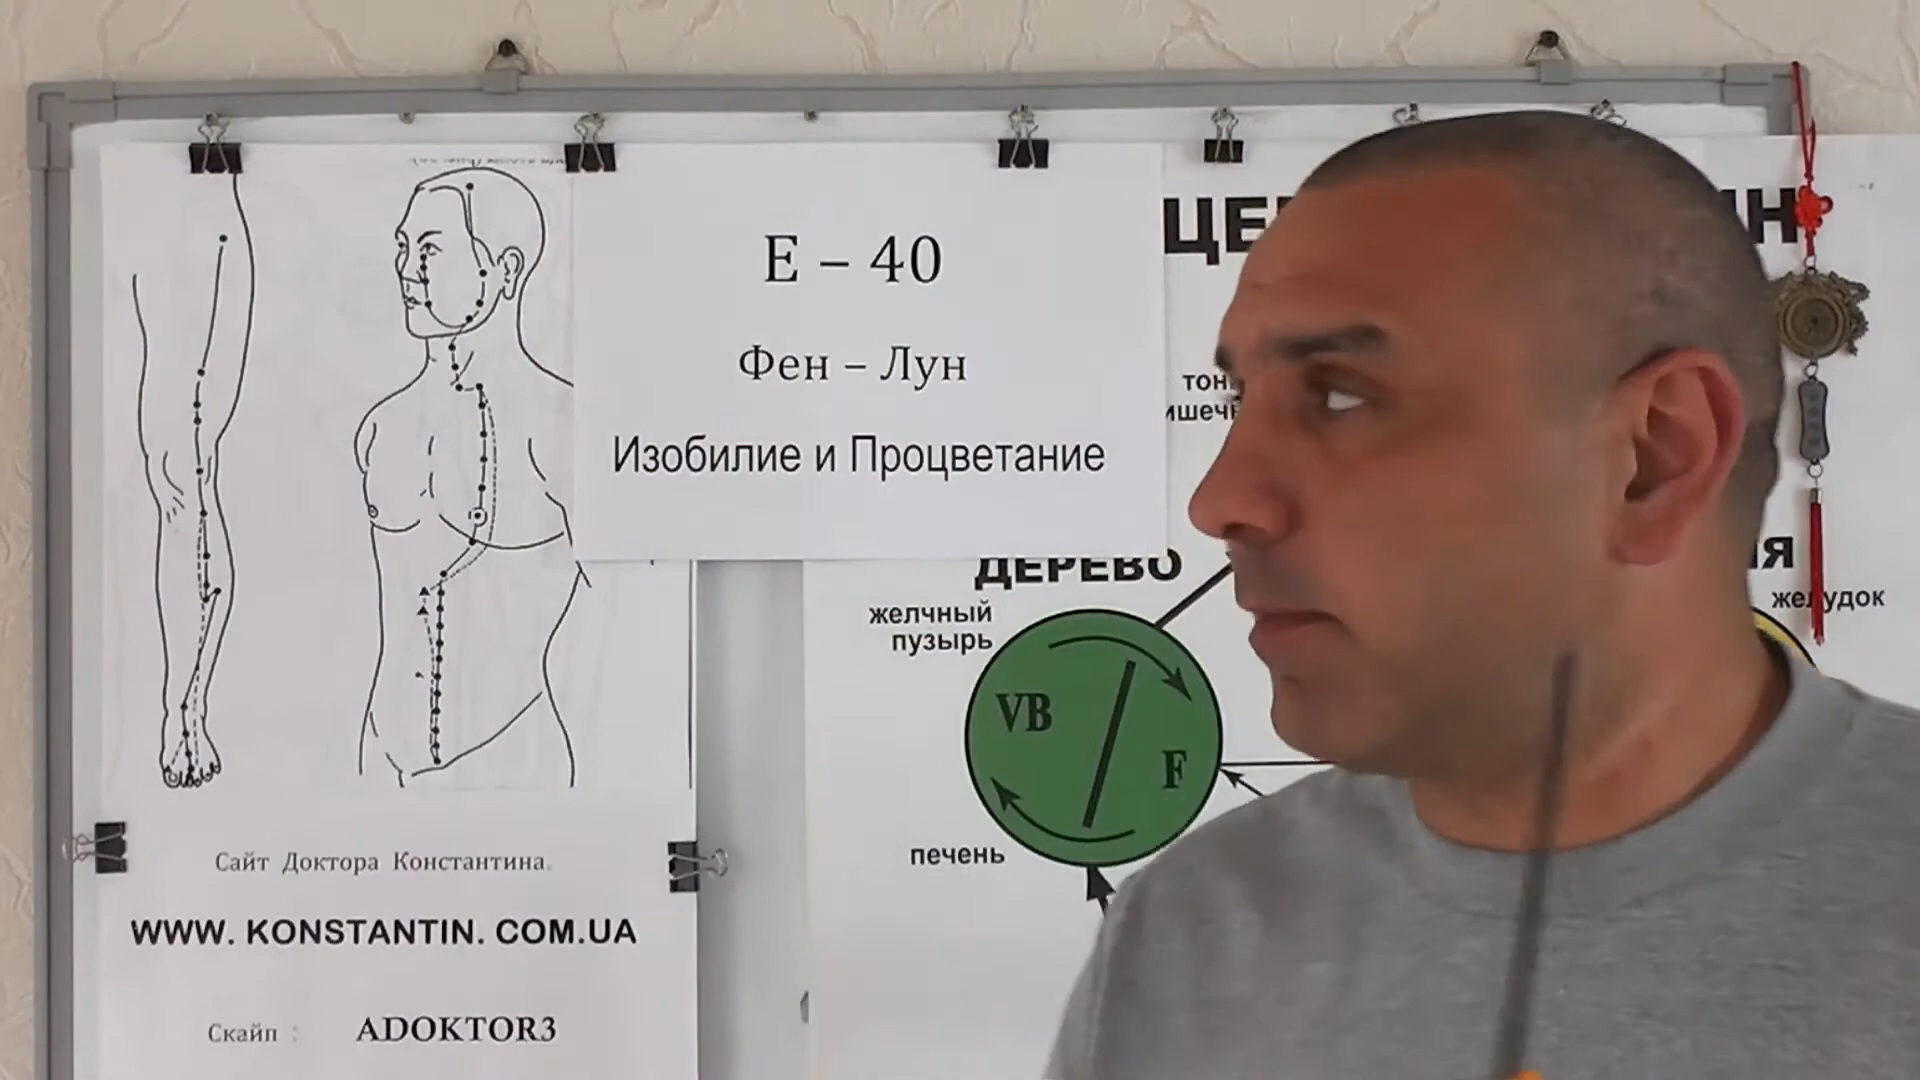 Е – 40
Фен – Лун
Изобилие и Процветание
ДЕРЕВО
желчный
пузырь
VB
F
печень
желудок
Сайт Доктора Константина.
WWW. KONSTANTIN. COM.UA
Скайп : ADOKTOR3